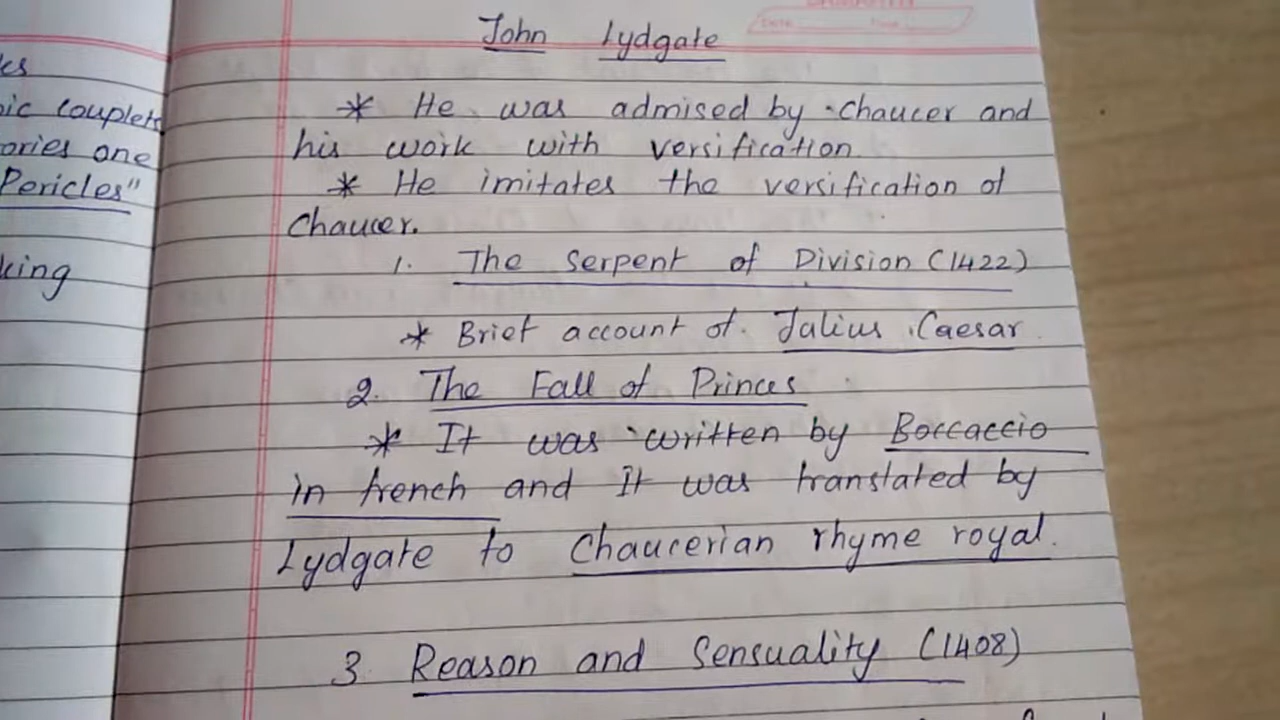 John Lydgate
Date
* He was admised by Chaucer and
his work with versification.
* He imitates the versification of
Chaucer.
1. The Serpent of Division (1422)
* Brief account of Julius Caesar.
2. The Fall of Princes
* It was written by Boccaccio
in french and It was translated by
Lydgate to Chaucerian rhyme royal.
3. Reason and Sensuality (1408)
ic couplets
ories one
Pericles"
king